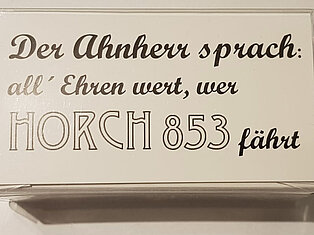 Der Ahnherr sprach:
all´ Ehren wert, wer
HORCH 853 fährt